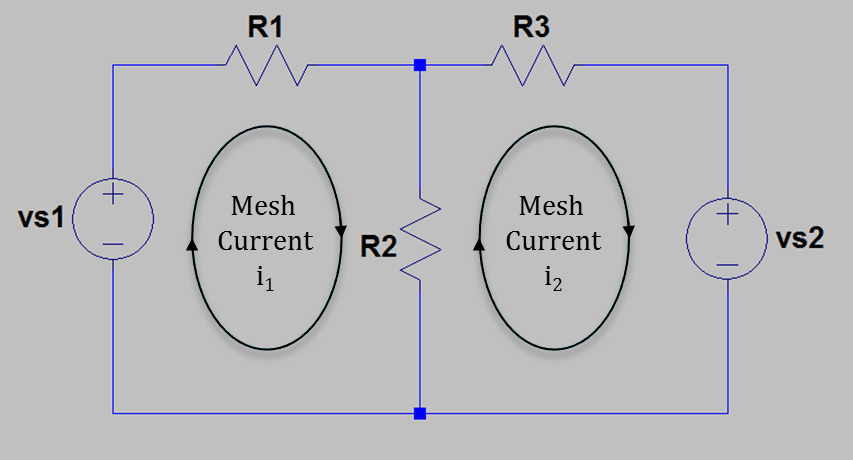 R1
R3
vs1
+
−
Mesh
Current
i₁
R2
Mesh
Current
i₂
+
−
vs2